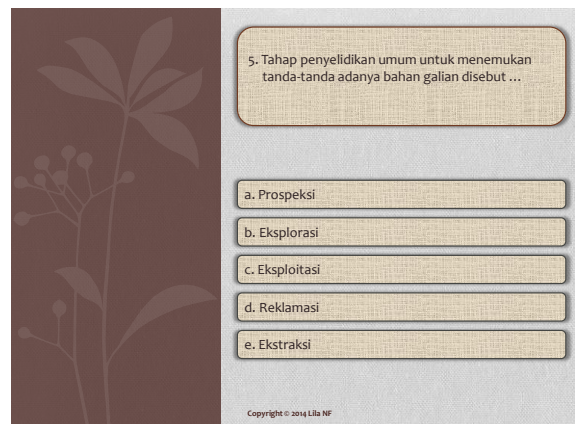 5. Tahap penyelidikan umum untuk menemukan
tanda-tanda adanya bahan galian disebut ...
a. Prospeksi
b. Eksplorasi
c. Eksploitasi
d. Reklamasi
e. Ekstraksi
Copyright © 2014 Lila NF